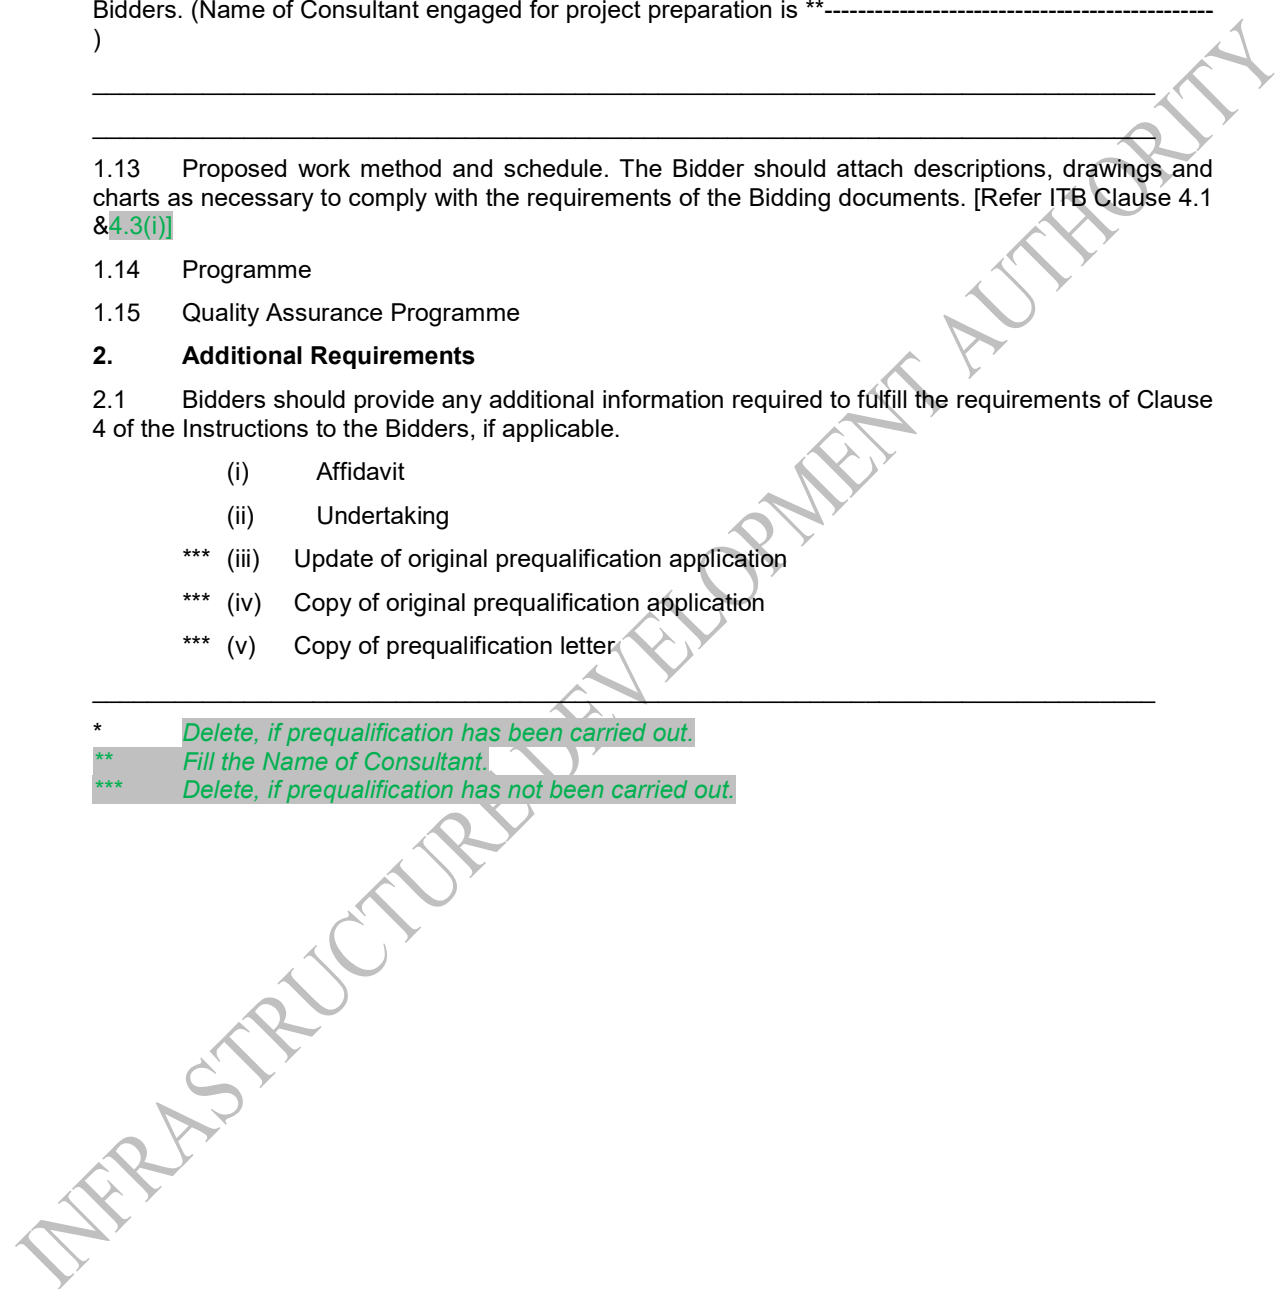 Bidders. (Name of Consultant engaged for project preparation is **-----------------------------------------------
)
1.13 Proposed work method and schedule. The Bidder should attach descriptions, drawings and
charts as necessary to comply with the requirements of the Bidding documents. [Refer ITB Clause 4.1
&4.3(i)]
1.14 Programme
1.15 Quality Assurance Programme
2. Additional Requirements
2.1 Bidders should provide any additional information required to fulfill the requirements of Clause
4 of the Instructions to the Bidders, if applicable.
(i) Affidavit
(ii) Undertaking
*** (iii) Update of original prequalification application
*** (iv) Copy of original prequalification application
*** (v) Copy of prequalification letter
* Delete, if prequalification has been carried out.
** Fill the Name of Consultant.
*** Delete, if prequalification has not been carried out.
INFRASTRUCTURE DEVELOPMENT AUTHORITY